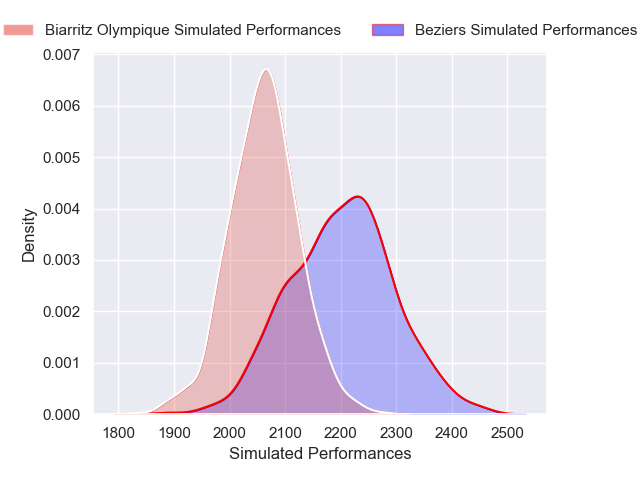 Biarritz Olympique Simulated Performances Beziers Simulated Performances
0.007
0.006
0.005
0.004
0.003
0.002
0.001
0.000
Density
1800 1900 2000 2100 2200 2300 2400 2500
Simulated Performances